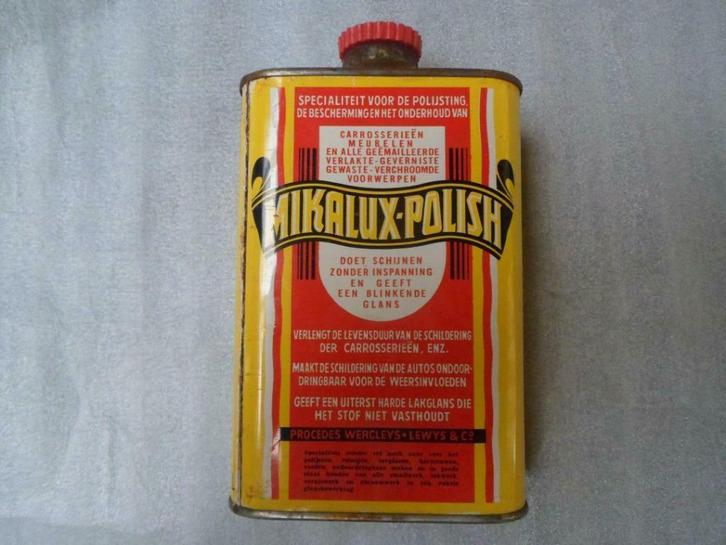 SPECIALITEIT VOOR DE POLIJSTING,
DE BESCHERMING EN HET ONDERHOUD VAN
CARROSSERIEËN
MEUBELEN
EN ALLE GEËMAILLEERDE
VERLAKTE-GEVERNISTE
GEWASTE-VERCHROOMDE
VOORWERPEN
MIKALUX-POLISH
DOET SCHIJNEN
ZONDER INSPANNING
EN GEEFT
EEN BLINKENDE
GLANS
VERLENGT DE LEVENSDUUR VAN DE SCHILDERING
DER CARROSSERIEËN, ENZ.
MAAKT DE SCHILDERING VAN DE AUTOS ONDOOR-
DRINGBAAR VOOR DE WEERSINVLOEDEN
GEEFT EEN UITERST HARDE LAKGLANS DIE
HET STOF NIET VASTHOUDT
PROCEDES WERCLEYS • LEWYS & Cº